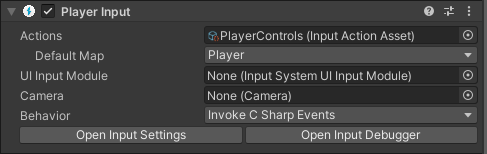 Player Input
Actions PlayerControls (Input Action Asset)
Default Map Player
UI Input Module None (Input System UI Input Module)
Camera None (Camera)
Behavior Invoke C Sharp Events
Open Input Settings Open Input Debugger